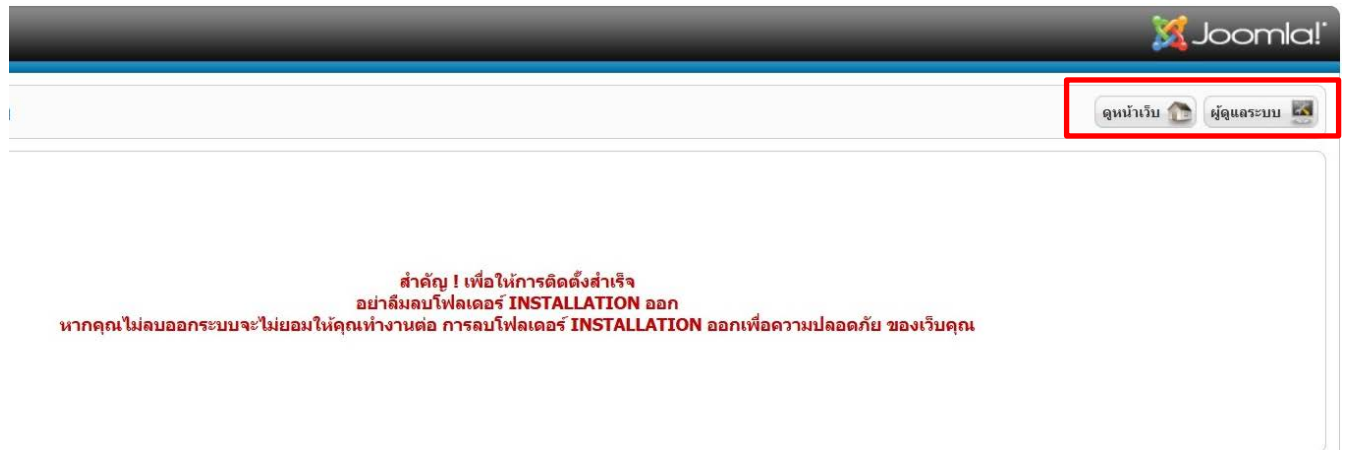 Joomla!
ดูหน้าเว็บ ผู้ดูแลระบบ
สำคัญ ! เพื่อให้การติดตั้งสำเร็จ
อย่าลืมลบโฟลเดอร์ INSTALLATION ออก
หากคุณไม่ลบออกระบบจะไม่ยอมให้คุณทำงานต่อ การลบโฟลเดอร์ INSTALLATION ออกเพื่อความปลอดภัย ของเว็บคุณ